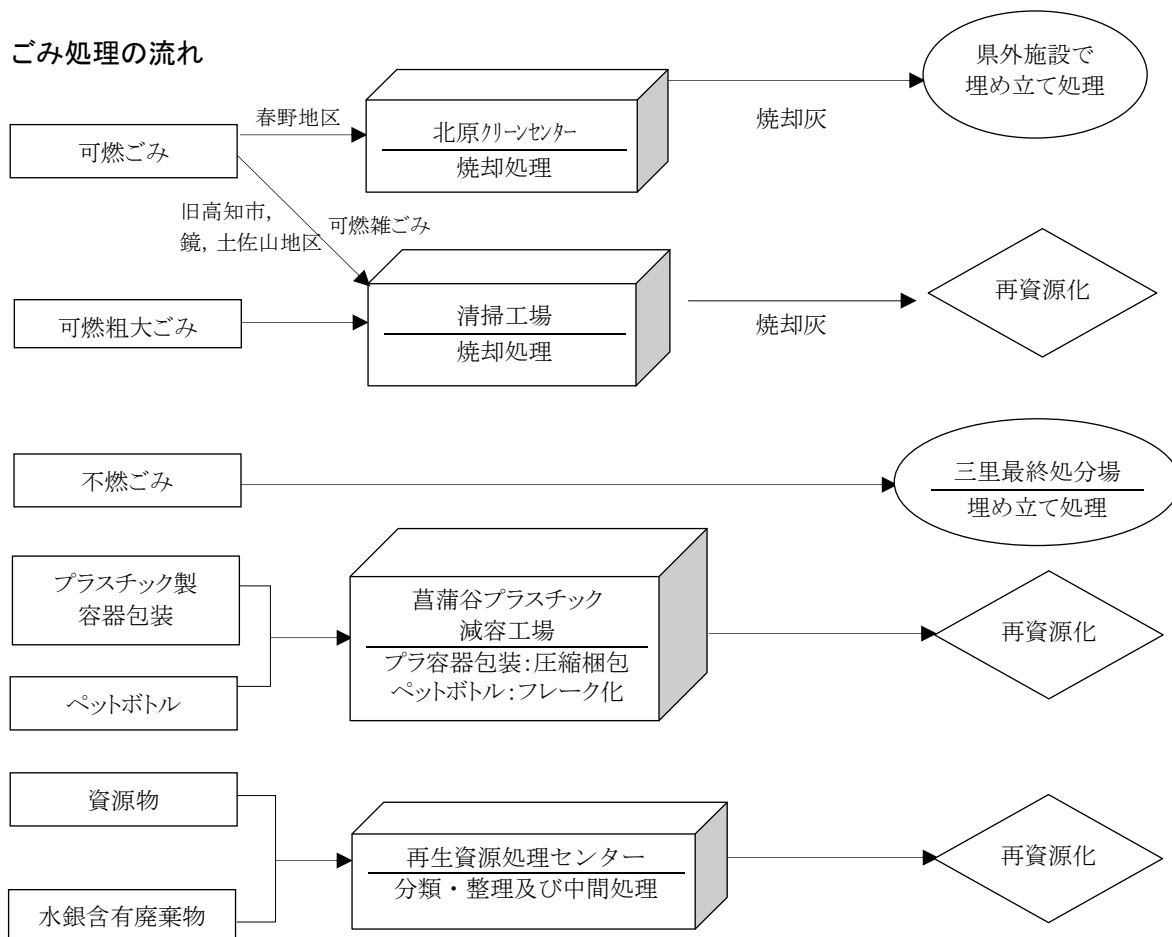 ごみ処理の流れ
県外施設で
埋め立て処理
春野地区
北原クリーンセンター
焼却処理
焼却灰
可燃ごみ
旧高知市,
鏡, 土佐山地区
可燃雑ごみ
可燃粗大ごみ
清掃工場
焼却処理
焼却灰
再資源化
不燃ごみ
三里最終処分場
埋め立て処理
プラスチック製
容器包装
ペットボトル
菖蒲谷プラスチック
減容工場
プラ容器包装:圧縮梱包
ペットボトル:フレーク化
再資源化
資源物
水銀含有廃棄物
再生資源処理センター
分類・整理及び中間処理
再資源化